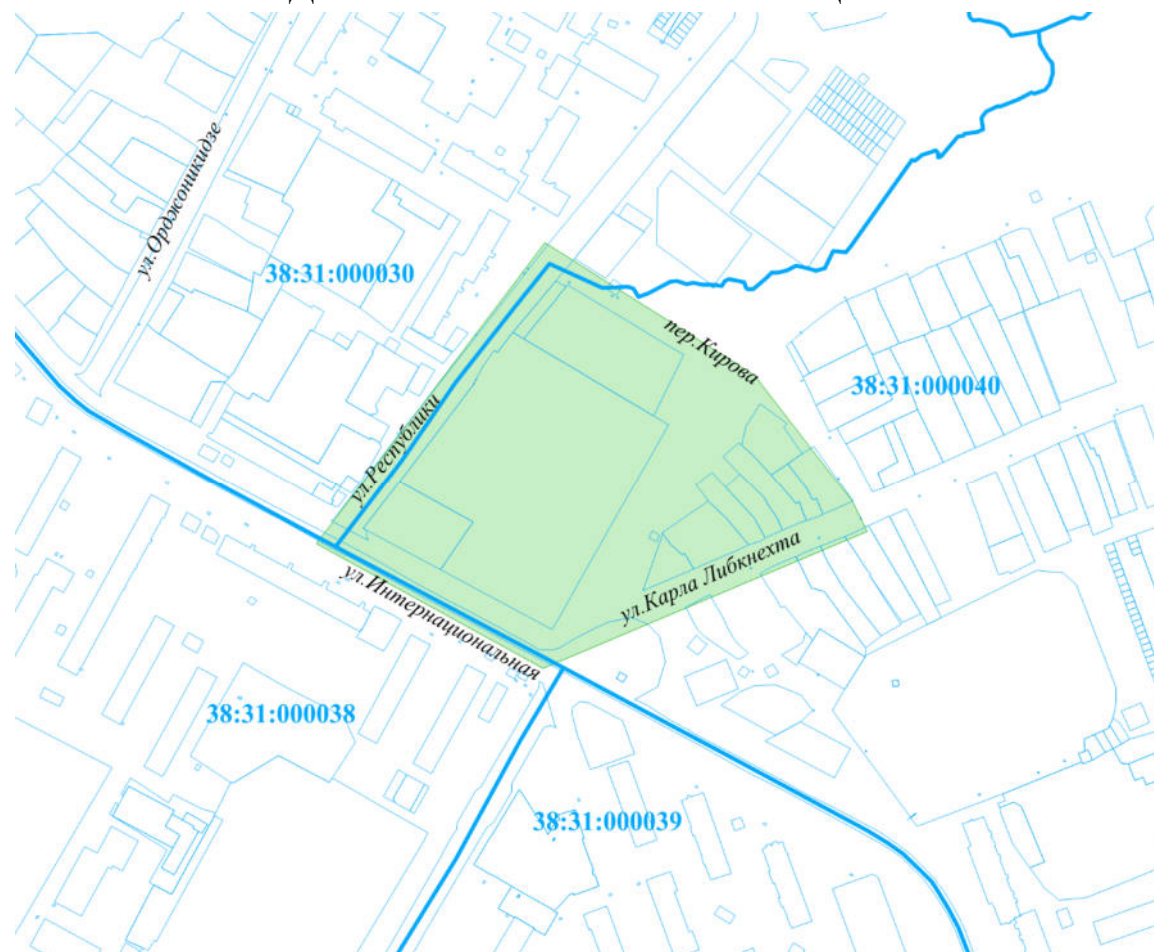 ул.Орджоникидзе
38:31:000030
пер.Кирова
38:31:000040
ул.Республики
ул.Карла Либкнехта
ул.Интернациональная
38:31:000038
38:31:000039